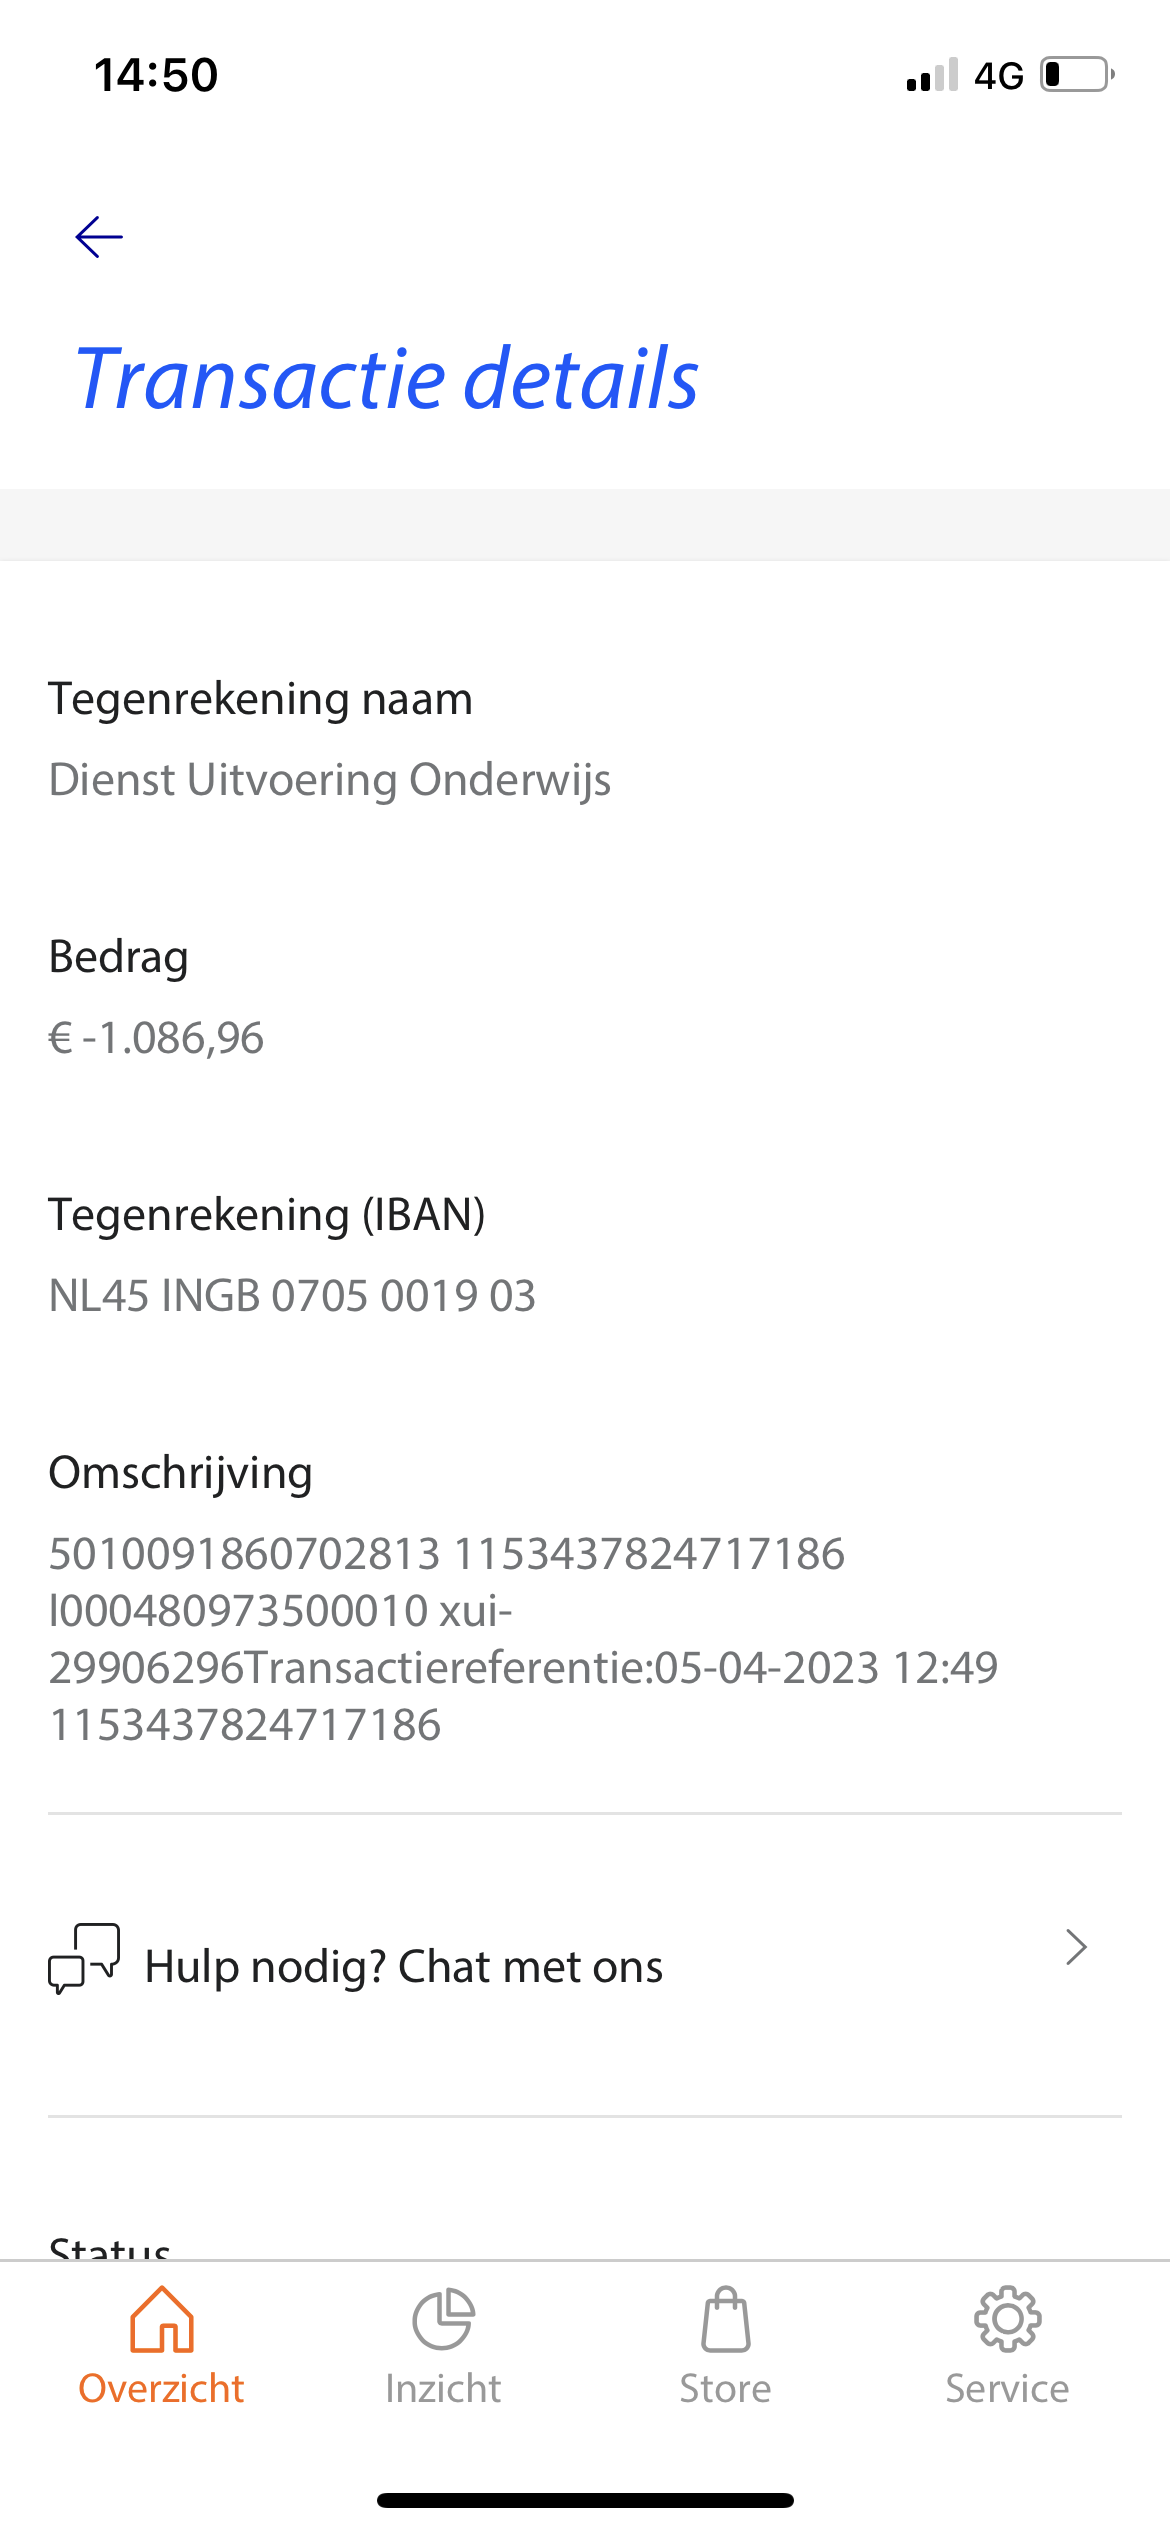 14:50
4G
Transactie details
Tegenrekening naam
Dienst Uitvoering Onderwijs
Bedrag
€ -1.086,96
Tegenrekening (IBAN)
NL45 INGB 0705 0019 03
Omschrijving
5010091860702813 1153437824717186
I000480973500010 xui-
29906296Transactiereferentie:05-04-2023 12:49
1153437824717186
Hulp nodig? Chat met ons
Status
Overzicht
Inzicht
Store
Service